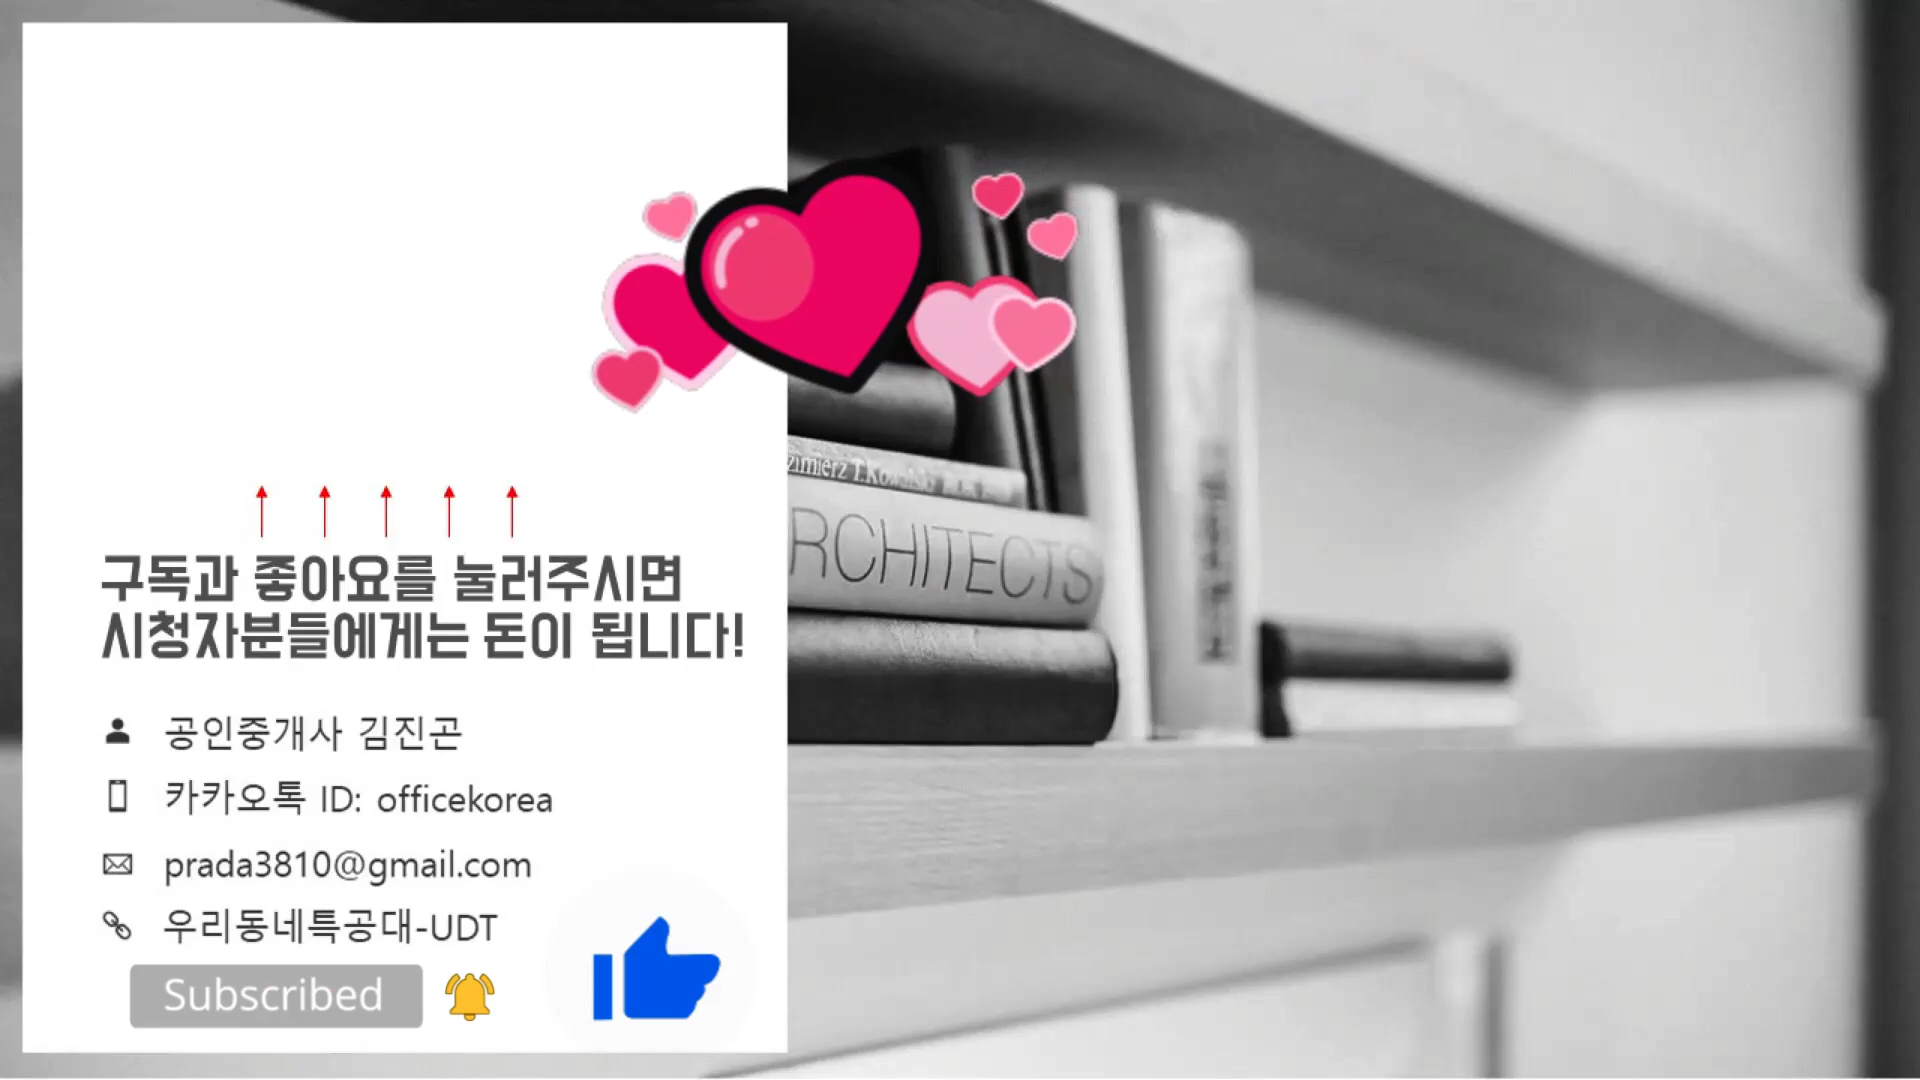 구독과 좋아요를 눌러주시면
시청자분들에게는 돈이 됩니다!
공인중개사 김진곤
카카오톡 ID: officekorea
prada3810@gmail.com
우리동네특공대-UDT
Subscribed
zimierz T.Kowalski
RCHITECTS